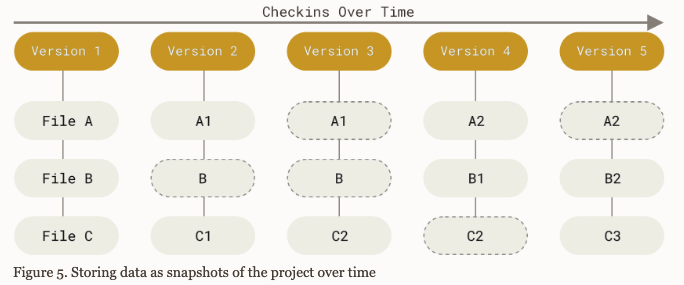 Checkins Over Time
Version 1 Version 2 Version 3 Version 4 Version 5
File A A1 A1 A2 A2
File B B B B1 B2
File C C1 C2 C2 C3
Figure 5. Storing data as snapshots of the project over time